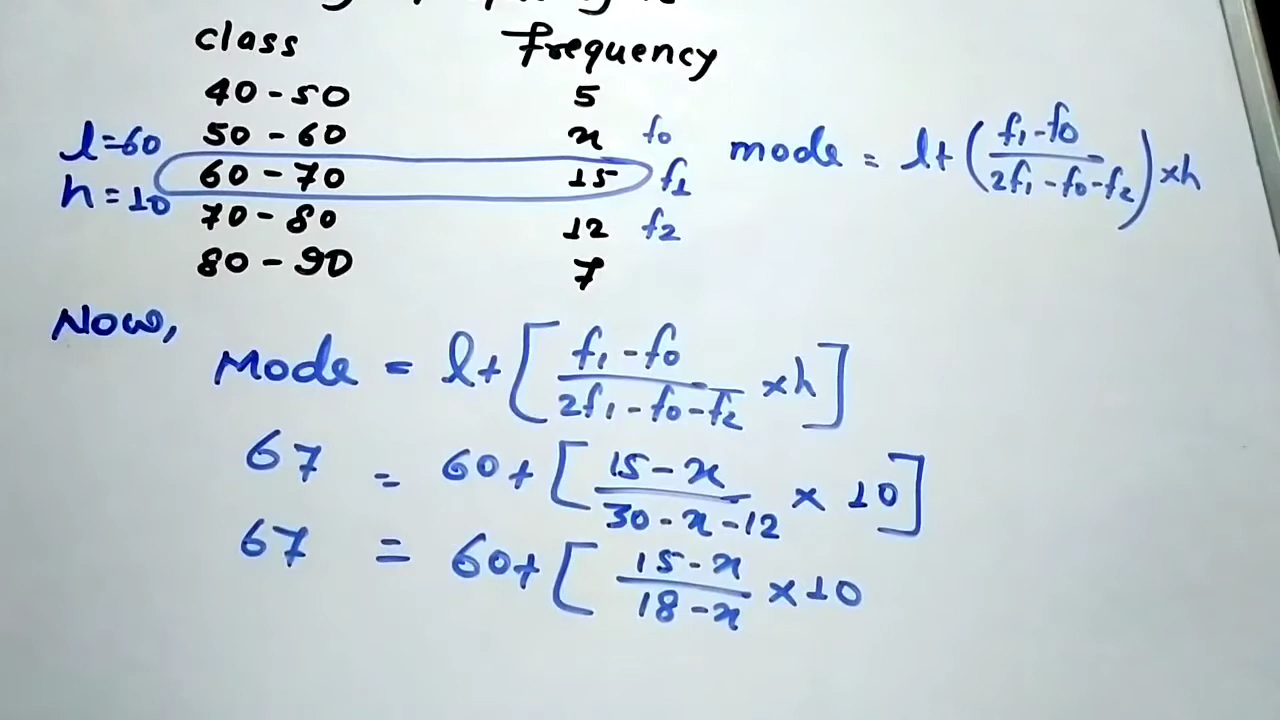 class Frequency
40 - 50 5
l = 60 50 - 60 x f0
60 - 70 15 f1
h = 10 70 - 80 12 f2
80 - 90 7
mode = l + (f1 - f0 / 2f1 - f0 - f2) × h
Now,
Mode = l + [f1 - f0 / 2f1 - f0 - f2 × h]
67 = 60 + [15 - x / 30 - x - 12 × 10]
67 = 60 + [15 - x / 18 - x × 10